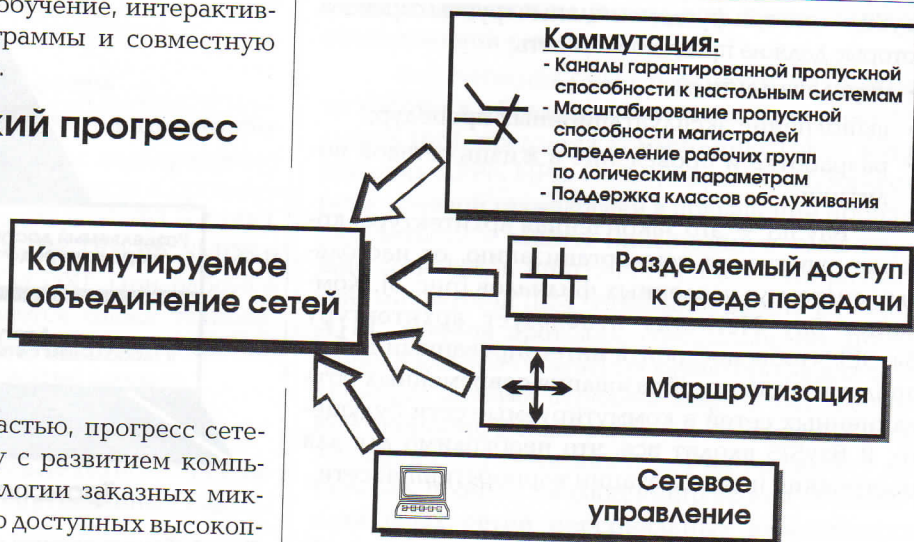 обучение, интерактив-
граммы и совместную
кий прогресс
астью, прогресс сете-
у с развитием компь-
ологии заказных мик-
о доступных высокоп-
Коммутация:
- Каналы гарантированной пропускной
способности к настольным системам
- Масштабирование пропускной
способности магистралей
- Определение рабочих групп
по логическим параметрам
- Поддержка классов обслуживания
Коммутируемое
объединение сетей
Разделяемый доступ
к среде передачи
Маршрутизация
Сетевое
управление